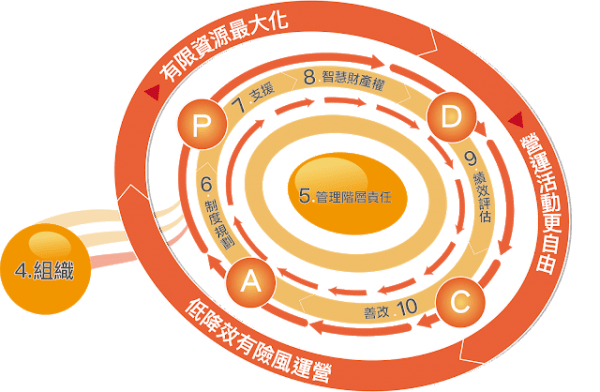 有限資源最大化
營運活動更自由
營運風險有效降低
P
D
C
A
4.組織
5.管理階層責任
6 制度規劃
7 支援
8 智慧財產權
9 績效評估
10. 改善